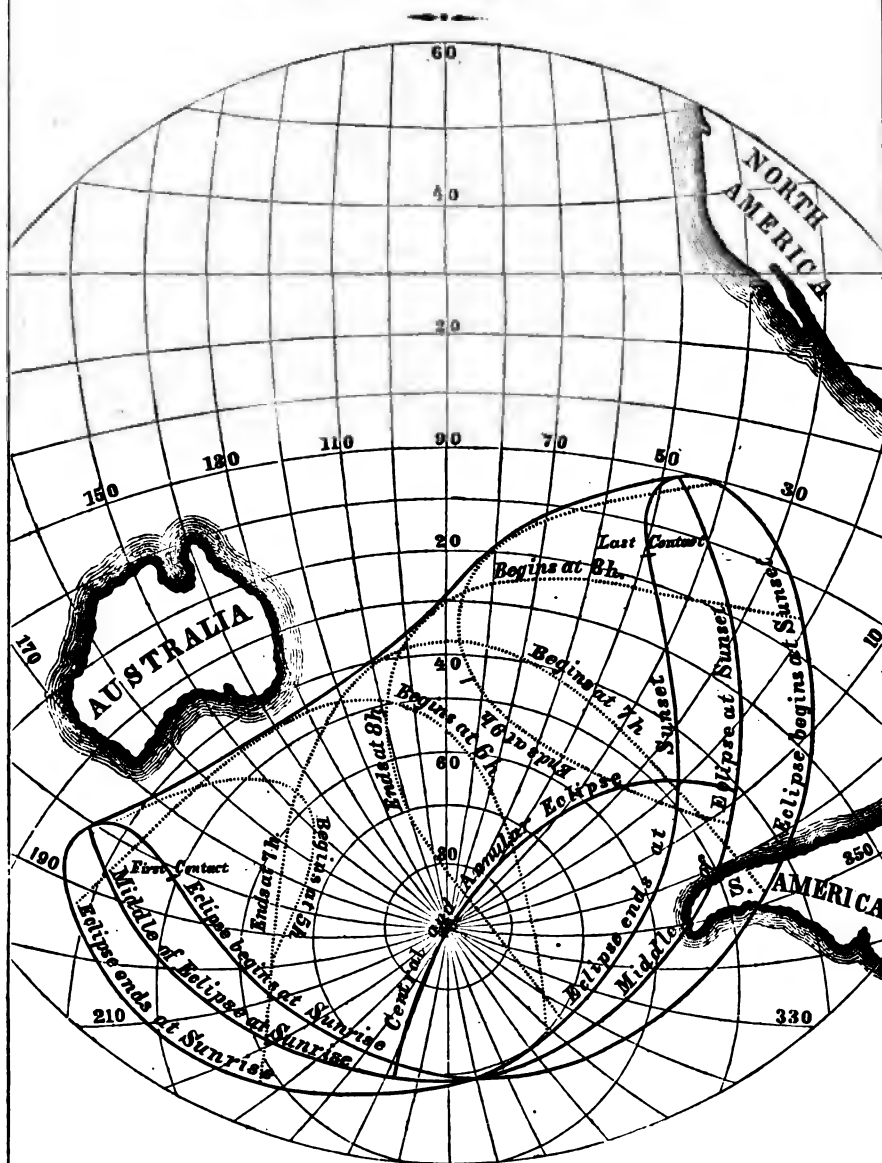 60
NORTH
AMERICA
40
20
130
110
90
70
50
30
150
170
10
AUSTRALIA
20
Last Contact
Begins at 8h.
40
Begins at 7h
Begins at 6h
Ends at 9h
Ends at 8h.
60
80
Ends at 7h.
Begins at 5h
First Contact
190
210
Eclipse begins at Sunrise
Middle of Eclipse at Sunrise
Eclipse ends at Sunrise
Central and Annular Eclipse
Eclipse ends at Sunset
Middle of Eclipse at Sunset
Eclipse begins at Sunset
S. AMERICA
350
330